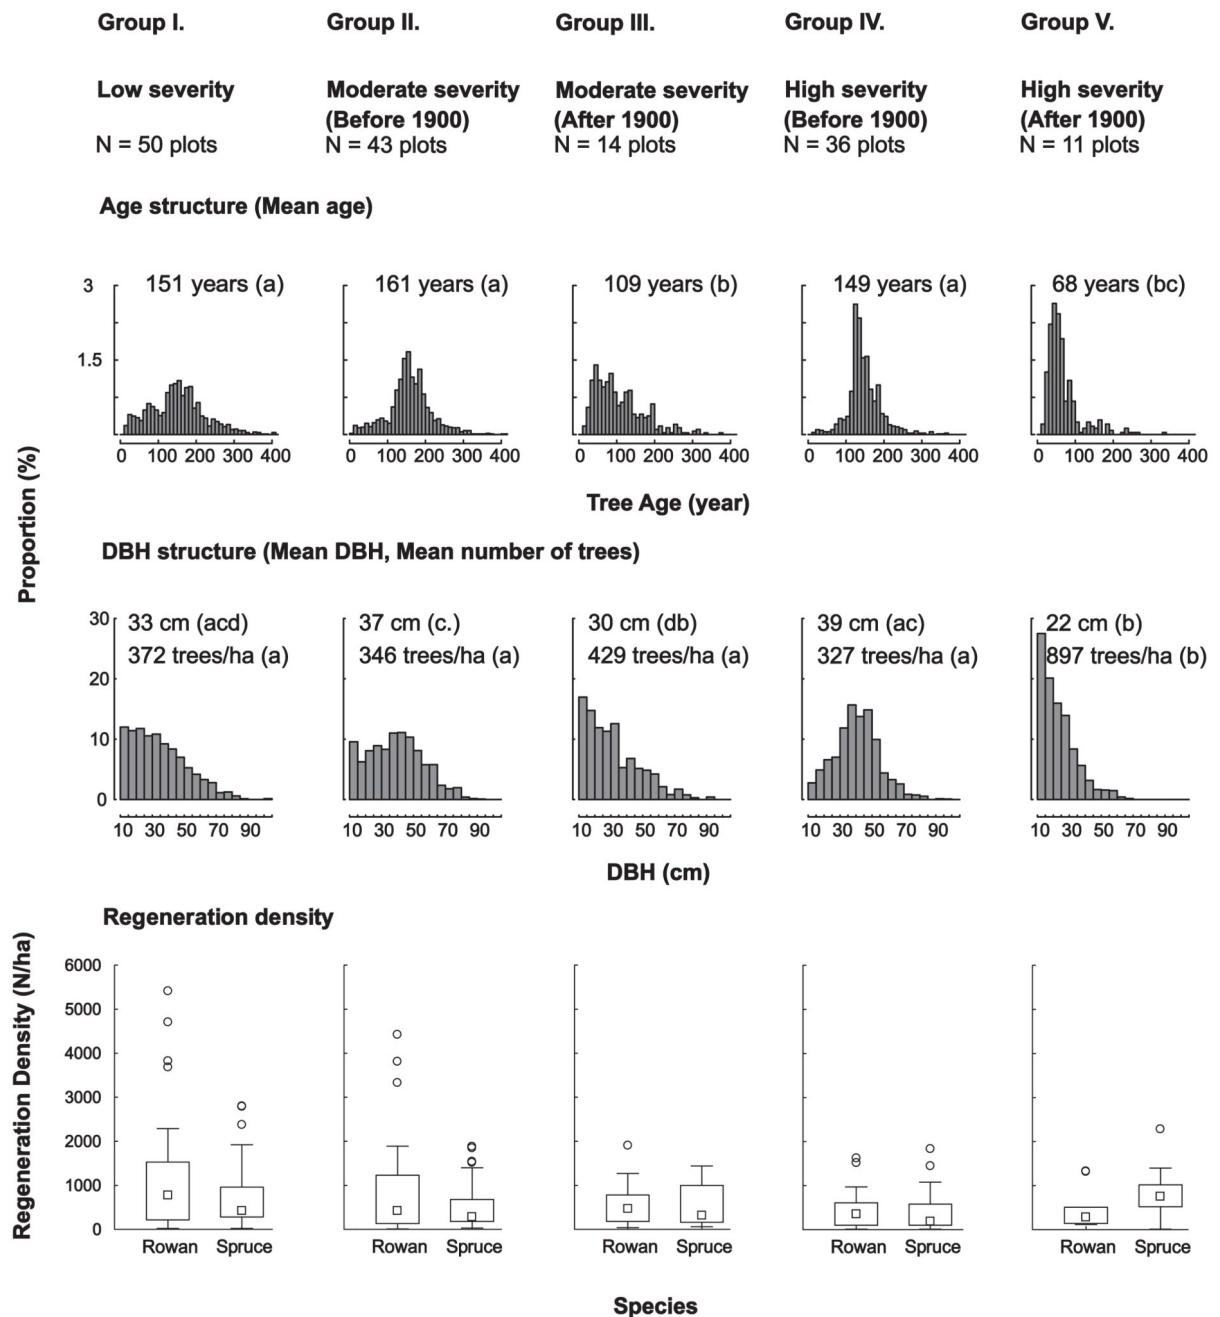 Group I. Group II. Group III. Group IV. Group V.
Low severity Moderate severity Moderate severity High severity High severity
(Before 1900) (After 1900) (Before 1900) (After 1900)
N = 50 plots N = 43 plots N = 14 plots N = 36 plots N = 11 plots
Age structure (Mean age)
3 151 years (a) 161 years (a) 109 years (b) 149 years (a) 68 years (bc)
1.5
0 100 200 300 400 0 100 200 300 400 0 100 200 300 400 0 100 200 300 400 0 100 200 300 400
Tree Age (year)
Proportion (%)
DBH structure (Mean DBH, Mean number of trees)
30 33 cm (acd) 37 cm (c.) 30 cm (db) 39 cm (ac) 22 cm (b)
372 trees/ha (a) 346 trees/ha (a) 429 trees/ha (a) 327 trees/ha (a) 897 trees/ha (b)
20
10
0
10 30 50 70 90 10 30 50 70 90 10 30 50 70 90 10 30 50 70 90 10 30 50 70 90
DBH (cm)
Regeneration density
Regeneration Density (N/ha)
6000
5000
4000
3000
2000
1000
0
Rowan Spruce Rowan Spruce Rowan Spruce Rowan Spruce Rowan Spruce
Species